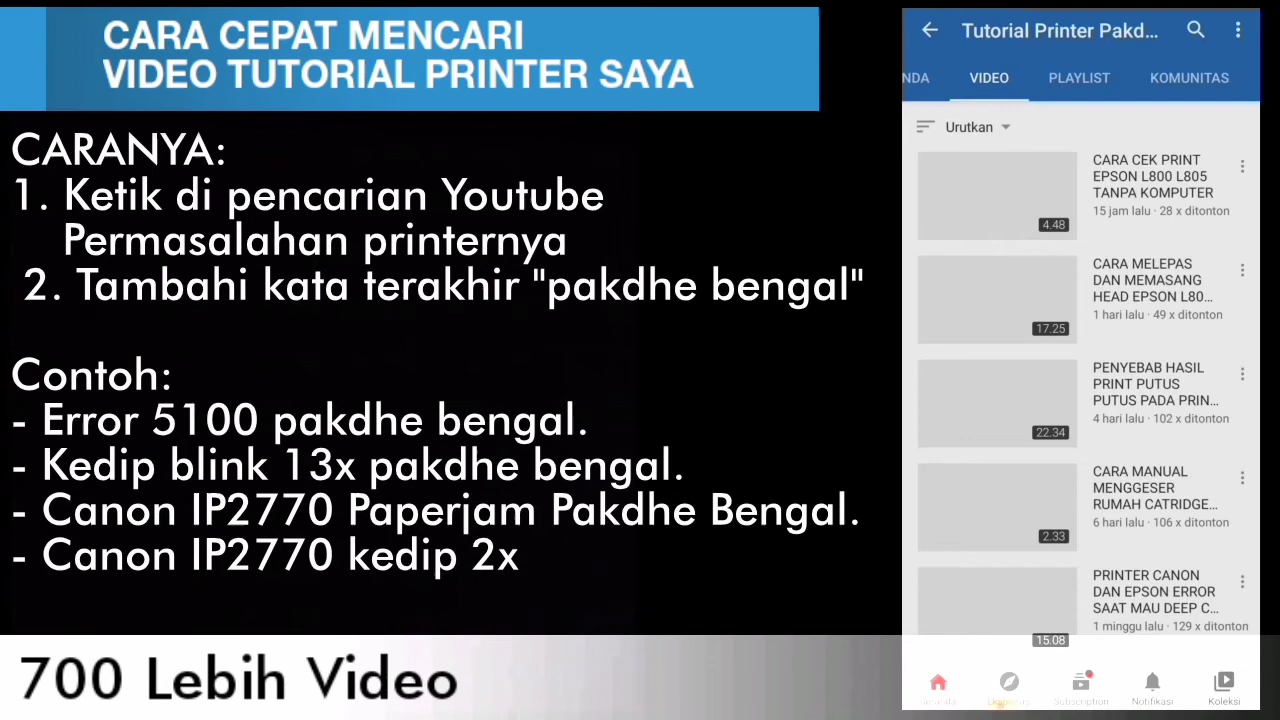 CARA CEPAT MENCARI
VIDEO TUTORIAL PRINTER SAYA
CARANYA:
1. Ketik di pencarian Youtube
Permasalahan printernya
2. Tambahi kata terakhir "pakdhe bengal"
Contoh:
- Error 5100 pakdhe bengal.
- Kedip blink 13x pakdhe bengal.
- Canon IP2770 Paperjam Pakdhe Bengal.
- Canon IP2770 kedip 2x
700 Lebih Video
Tutorial Printer Pakd...
NDA VIDEO PLAYLIST KOMUNITAS
Urutkan
CARA CEK PRINT
EPSON L800 L805
TANPA KOMPUTER
15 jam lalu · 28 x ditonton
4.48
CARA MELEPAS
DAN MEMASANG
HEAD EPSON L80...
1 hari lalu · 49 x ditonton
17.25
PENYEBAB HASIL
PRINT PUTUS
PUTUS PADA PRIN...
4 hari lalu · 102 x ditonton
22.34
CARA MANUAL
MENGGESER
RUMAH CATRIDGE...
6 hari lalu · 106 x ditonton
2.33
PRINTER CANON
DAN EPSON ERROR
SAAT MAU DEEP C...
1 minggu lalu · 129 x ditonton
15.08
Beranda Eksplorasi Subscription Notifikasi Koleksi